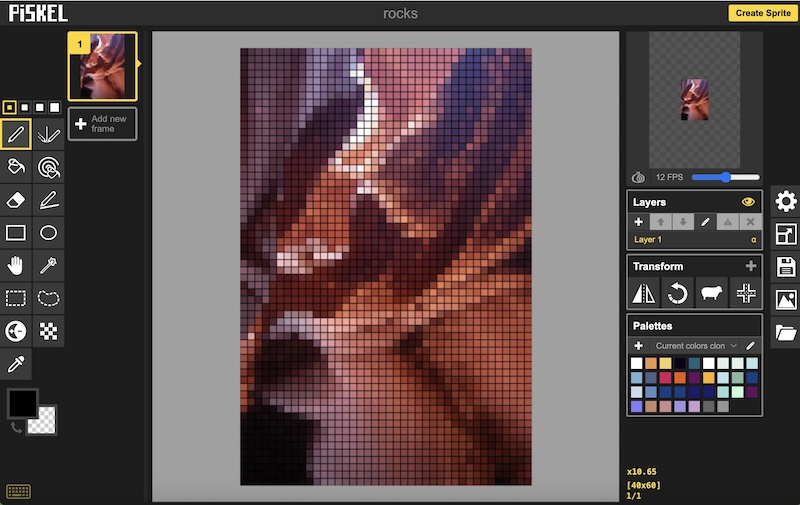 PiSKEL
rocks
Create Sprite
1
Add new
frame
12 FPS
Layers
Layer 1
α
Transform
Palettes
Current colors clon
x10.65
[40x60]
1/1